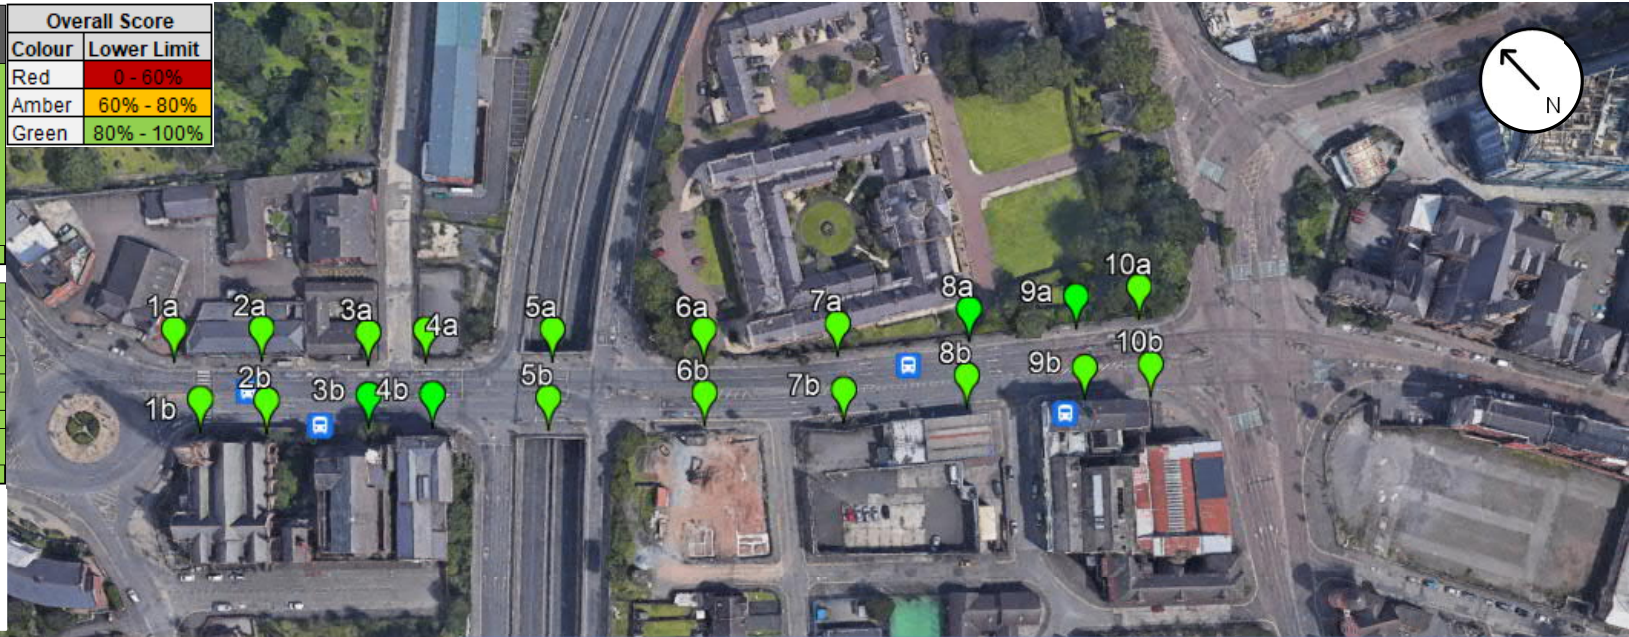 Overall Score
Colour Lower Limit
Red 0 - 60%
Amber 60% - 80%
Green 80% - 100%
N
1a
2a
3a
4a
5a
6a
7a
8a
9a
10a
1b
2b
3b
4b
5b
6b
7b
8b
9b
10b